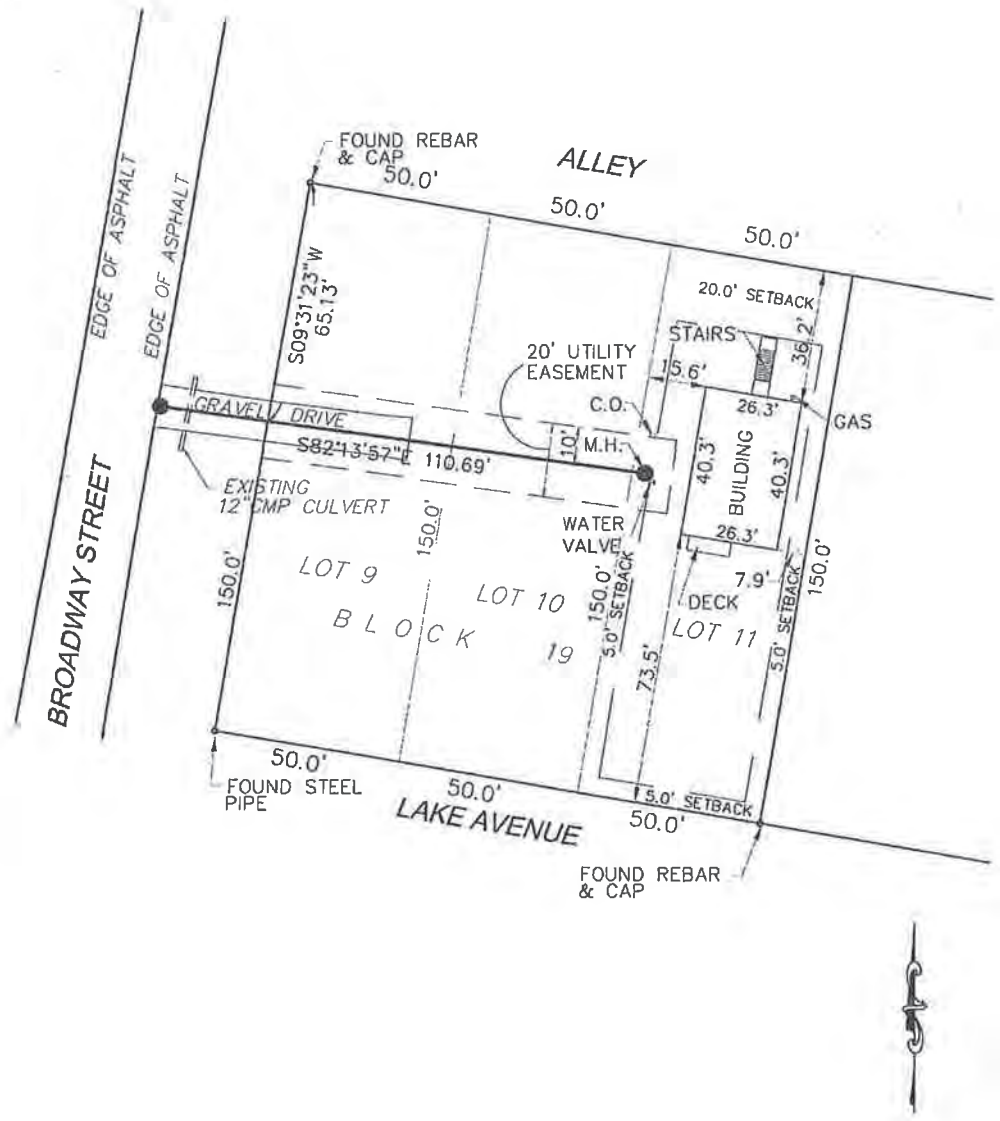 FOUND REBAR
& CAP
ALLEY
50.0'
50.0'
50.0'
EDGE OF ASPHALT
EDGE OF ASPHALT
S09°31'23"W
65.13'
20.0' SETBACK
STAIRS
36.2'
20' UTILITY
EASEMENT
15.6'
26.3'
GAS
C.O.
GRAVEL DRIVE
M.H.
10'
S82°13'57"E
110.69'
40.3'
BUILDING
40.3'
EXISTING
12" CMP CULVERT
WATER
VALVE
26.3'
7.9'
DECK
BROADWAY STREET
150.0'
150.0'
150.0'
5.0' SETBACK
150.0'
5.0' SETBACK
LOT 9
LOT 10
LOT 11
BLOCK
19
73.5'
50.0'
50.0'
50.0'
5.0' SETBACK
FOUND STEEL
PIPE
LAKE AVENUE
FOUND REBAR
& CAP